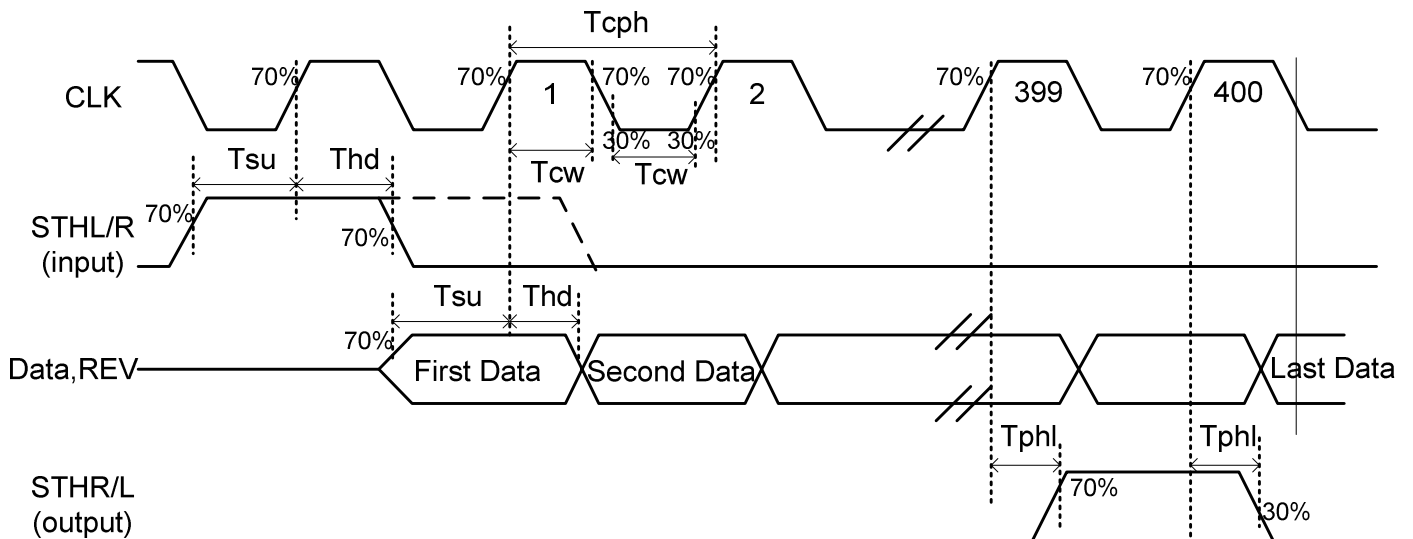 Tcph
CLK
70%
70%
1
70%
70%
2
70%
399
70%
400
30%
30%
Tsu
Thd
Tcw
Tcw
STHL/R
(input)
70%
70%
Tsu
Thd
70%
Data,REV
First Data
Second Data
Last Data
Tphl
Tphl
STHR/L
(output)
70%
30%